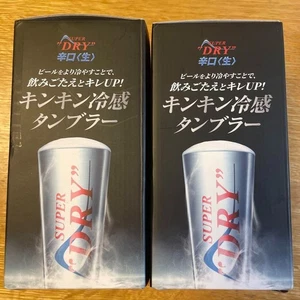 SUPER
"DRY"
辛口〈生〉
ビールをより冷やすことで、
飲みごたえとキレUP!
キンキン冷感
タンブラー
SUPER
"DRY"
SUPER
"DRY"
辛口〈生〉
ビールをより冷やすことで、
飲みごたえとキレUP!
キンキン冷感
タンブラー
SUPER
"DRY"